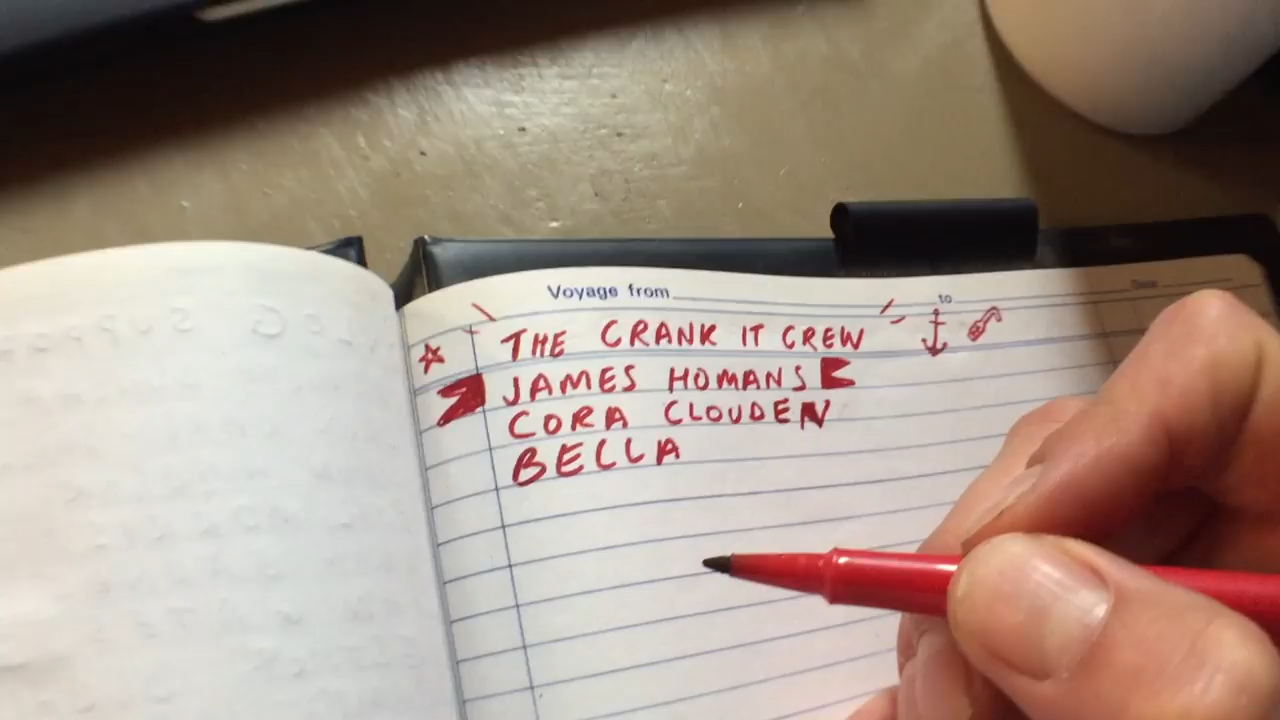 Voyage from to Date
THE CRANK IT CREW
JAMES HOMANS
CORA CLOUDEN
BELLA